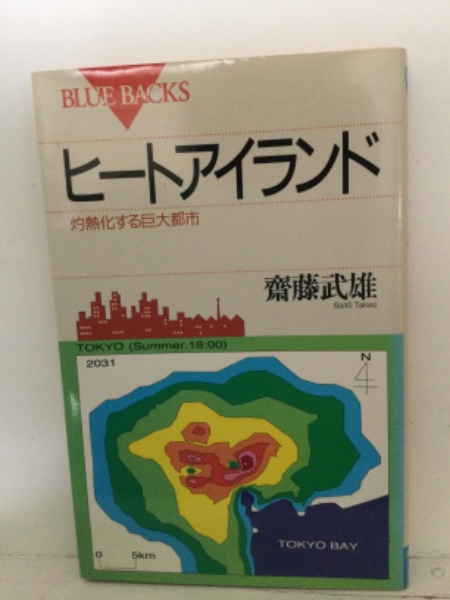 BLUE BACKS
ヒートアイランド
灼熱化する巨大都市
齋藤武雄
Saitō Takeo
TOKYO (Summer.18:00)
2031
N
TOKYO BAY
0 5km